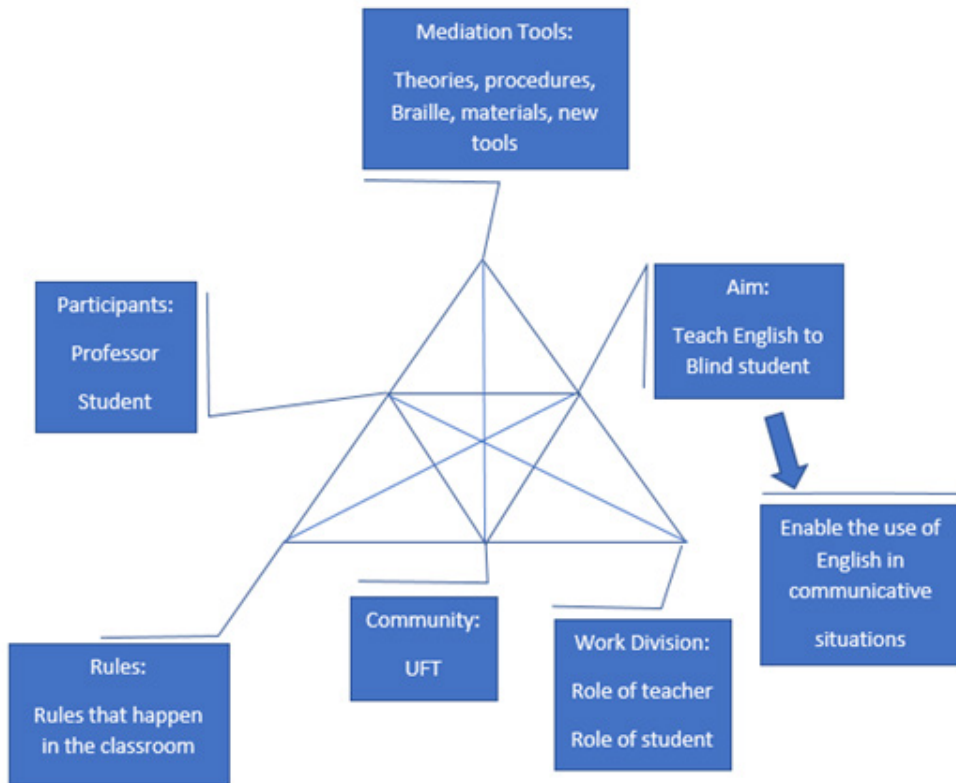 Mediation Tools:
Theories, procedures,
Braille, materials, new
tools
Participants:
Professor
Student
Aim:
Teach English to
Blind student
Enable the use of
English in
communicative
situations
Community:
UFT
Work Division:
Role of teacher
Role of student
Rules:
Rules that happen
in the classroom